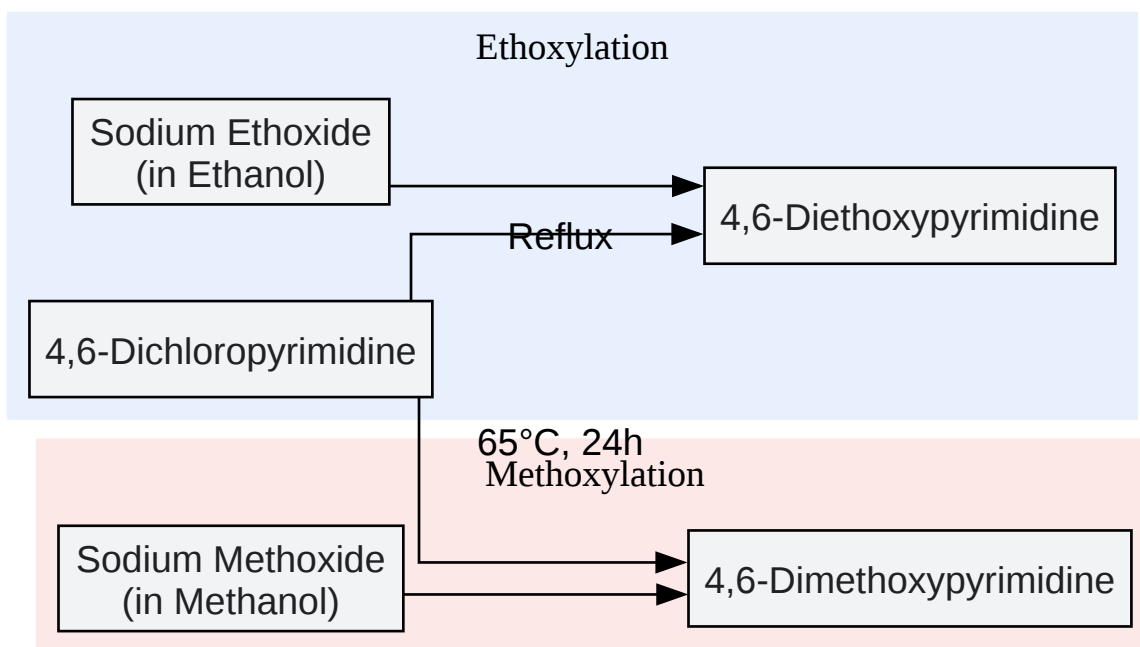 Ethoxylation
Sodium Ethoxide
(in Ethanol)
4,6-Diethoxypyrimidine
Reflux
4,6-Dichloropyrimidine
65°C, 24h
Methoxylation
Sodium Methoxide
(in Methanol)
4,6-Dimethoxypyrimidine